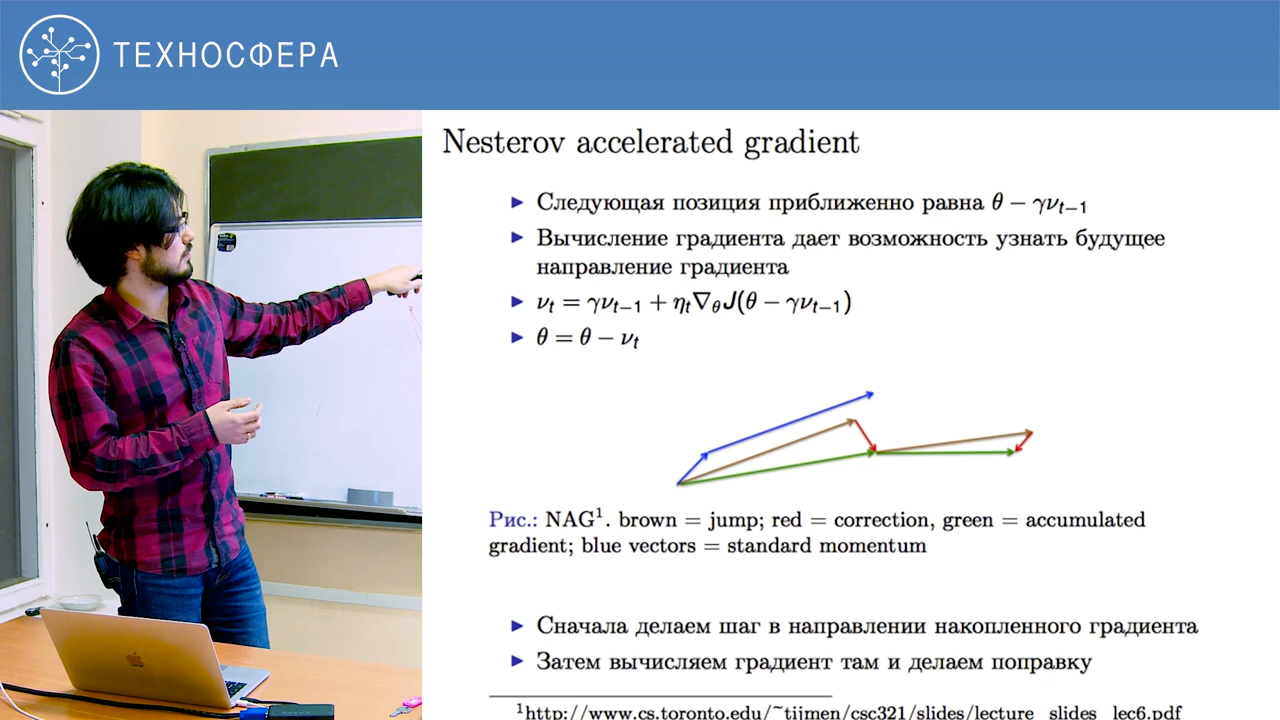 ТЕХНОСФЕРА
Nesterov accelerated gradient
► Следующая позиция приближенно равна θ − γν_{t−1}
► Вычисление градиента дает возможность узнать будущее
направление градиента
► ν_t = γν_{t−1} + η_t∇_θJ(θ − γν_{t−1})
► θ = θ − ν_t
Рис.: NAG¹. brown = jump; red = correction, green = accumulated
gradient; blue vectors = standard momentum
► Сначала делаем шаг в направлении накопленного градиента
► Затем вычисляем градиент там и делаем поправку
¹http://www.cs.toronto.edu/~tijmen/csc321/slides/lecture_slides_lec6.pdf